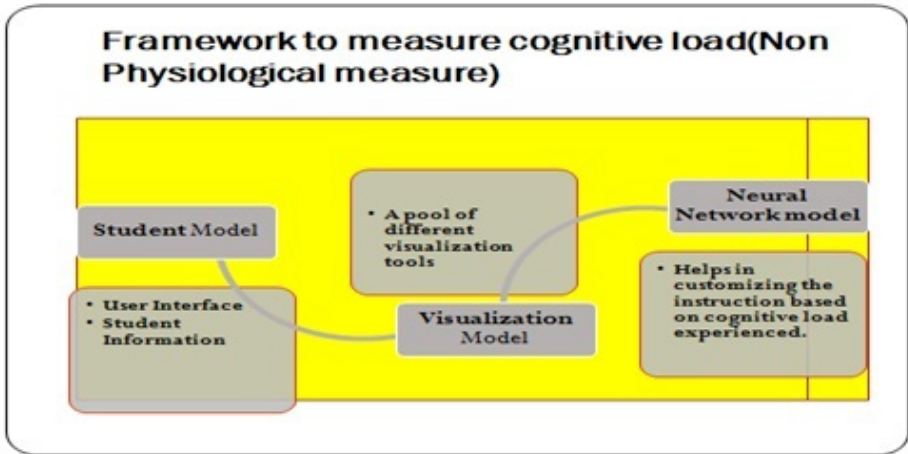 Framework to measure cognitive load(Non
Physiological measure)
Student Model
• User Interface
• Student
Information
• A pool of
different
visualization
tools
Visualization
Model
Neural
Network model
• Helps in
customizing the
instruction based
on cognitive load
experienced.